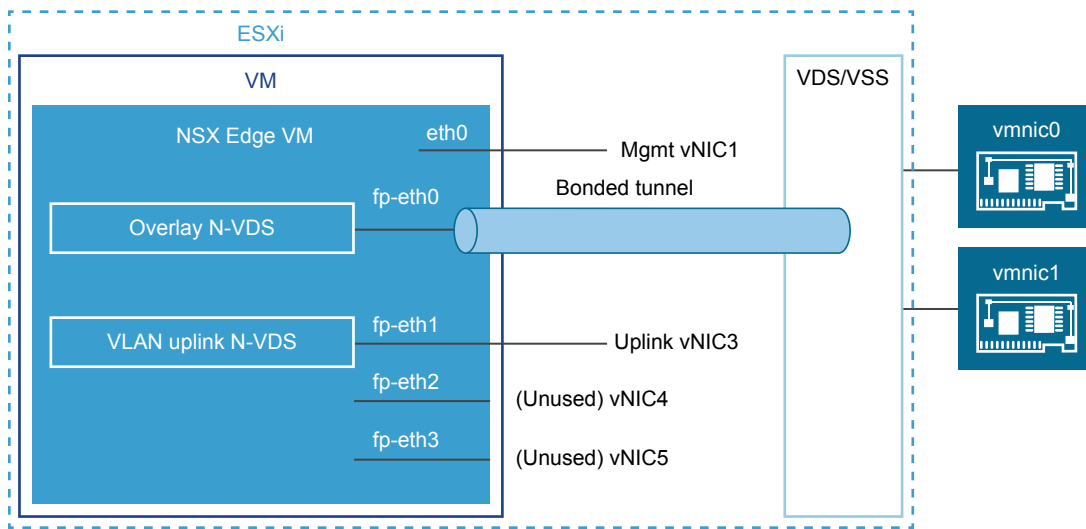 ESXi
VM
VDS/VSS
NSX Edge VM
eth0
Mgmt vNIC1
vmnic0
fp-eth0
Bonded tunnel
Overlay N-VDS
vmnic1
fp-eth1
VLAN uplink N-VDS
Uplink vNIC3
fp-eth2
(Unused) vNIC4
fp-eth3
(Unused) vNIC5